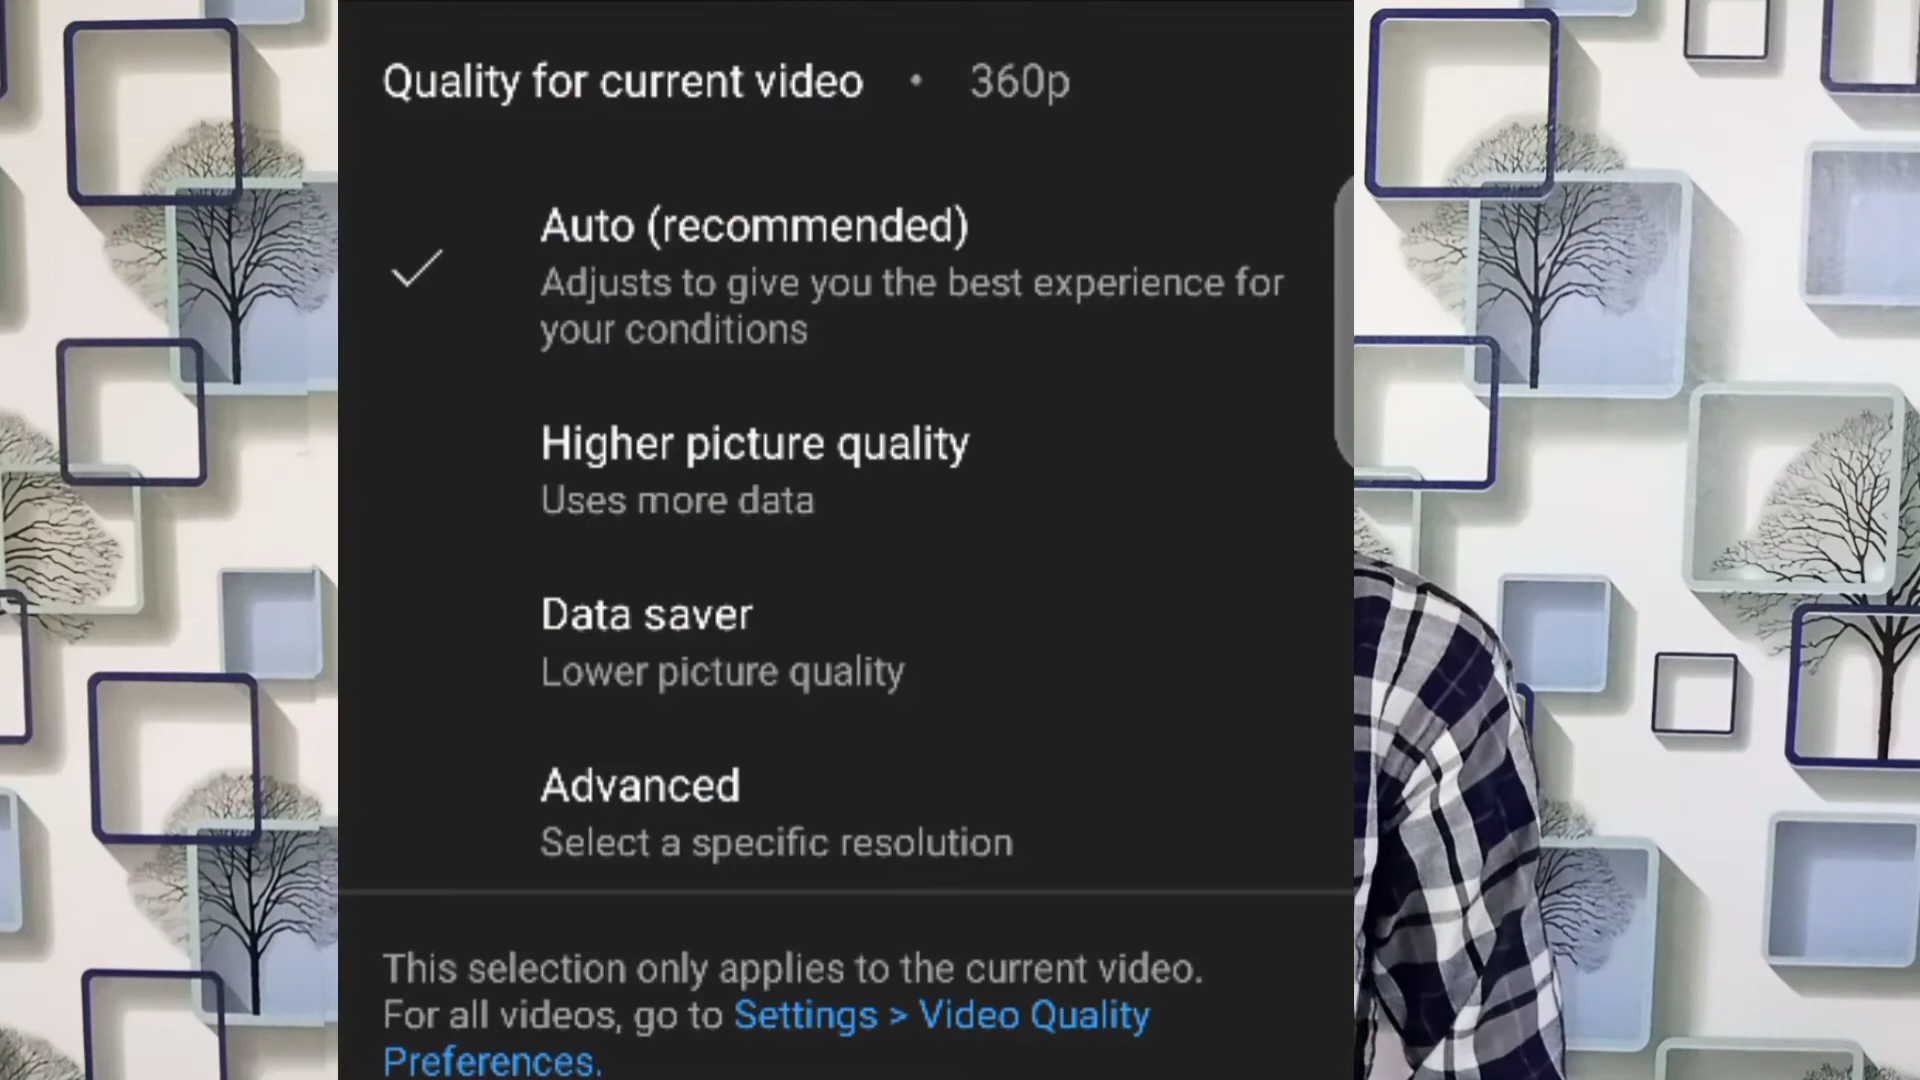 Quality for current video • 360p
Auto (recommended)
Adjusts to give you the best experience for
your conditions
Higher picture quality
Uses more data
Data saver
Lower picture quality
Advanced
Select a specific resolution
This selection only applies to the current video.
For all videos, go to Settings > Video Quality
Preferences.